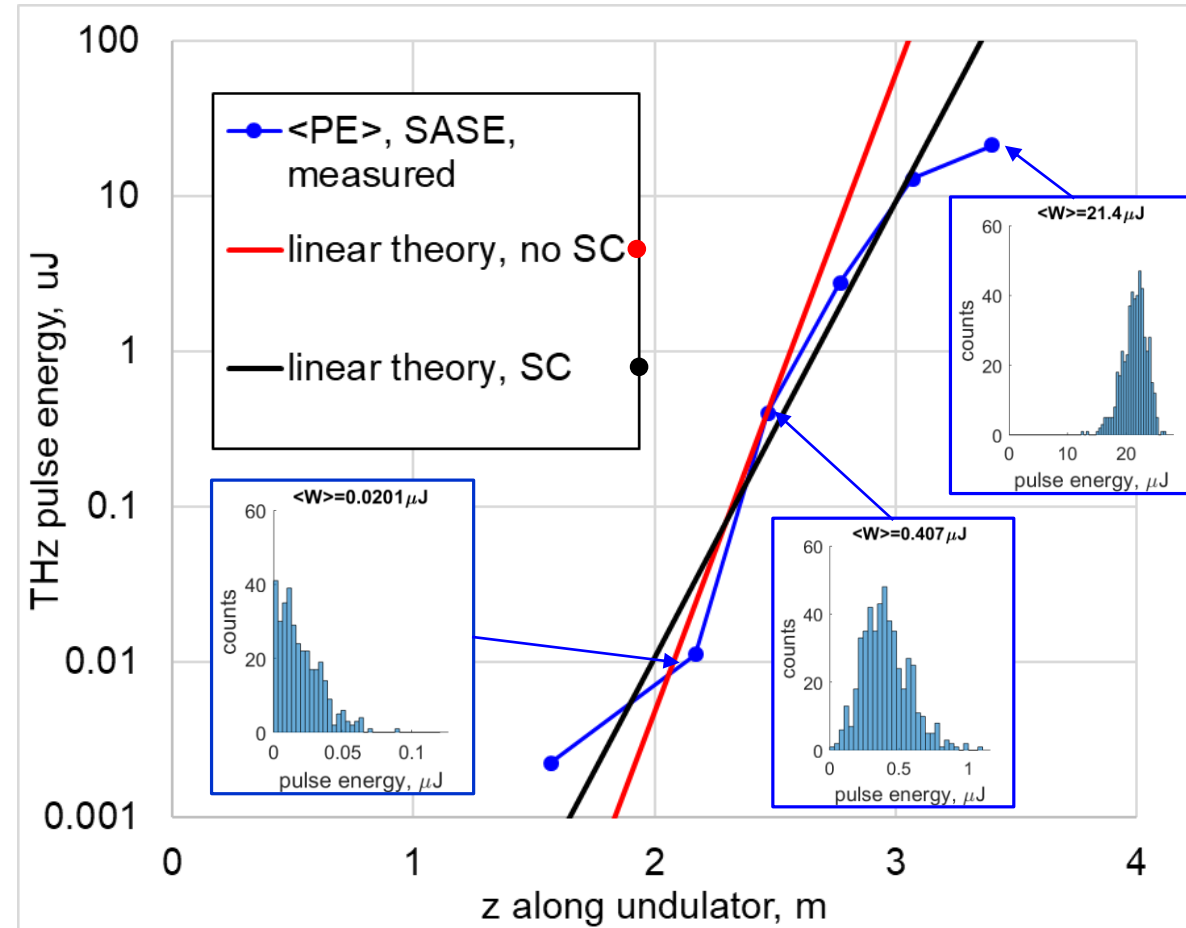 100
10
1
0.1
0.01
0.001
THz pulse energy, uJ
<PE>, SASE,
measured
linear theory, no SC
linear theory, SC
<W>=21.4μJ
60
40
20
0
counts
0 10 20
pulse energy, μJ
<W>=0.0201μJ
60
40
20
0
counts
0 0.05 0.1
pulse energy, μJ
<W>=0.407μJ
60
40
20
0
counts
0 0.5 1
pulse energy, μJ
0 1 2 3 4
z along undulator, m